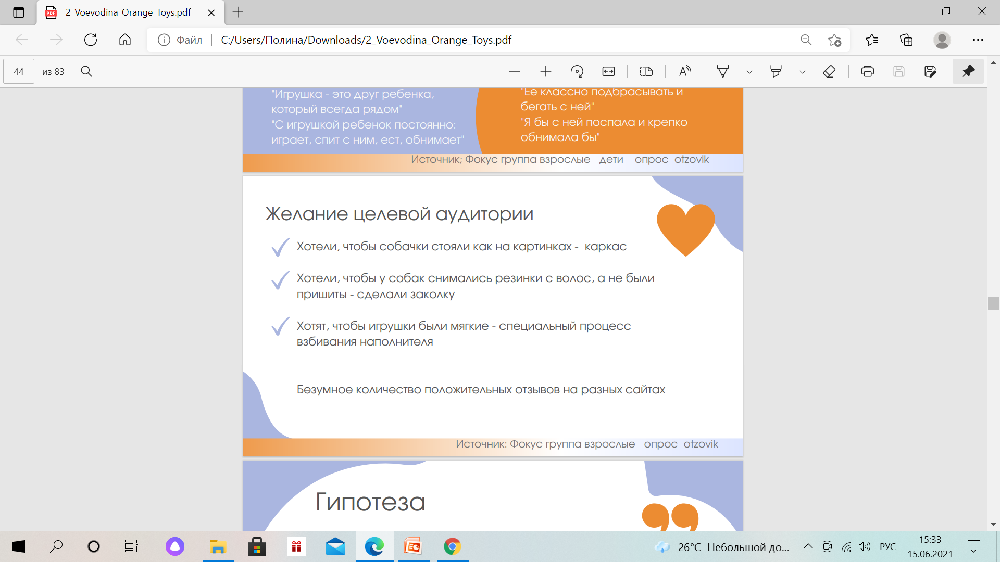 2_Voevodina_Orange_Toys.pdf
Файл
C:/Users/Полина/Downloads/2_Voevodina_Orange_Toys.pdf
44 из 83
"Игрушка - это друг ребенка,
который всегда рядом"
"С игрушкой ребенок постоянно:
играет, спит с ним, ест, обнимает"
"Её классно подбрасывать и
бегать с ней"
"Я бы с ней поспала и крепко
обнимала бы"
Источник; Фокус группа взрослые дети опрос otzovik
Желание целевой аудитории
Хотели, чтобы собачки стояли как на картинках - каркас
Хотели, чтобы у собак снимались резинки с волос, а не были
пришиты - сделали заколку
Хотят, чтобы игрушки были мягкие - специальный процесс
взбивания наполнителя
Безумное количество положительных отзывов на разных сайтах
Источник: Фокус группа взрослые опрос otzovik
Гипотеза
26°C Небольшой до...
РУС
15:33
15.06.2021